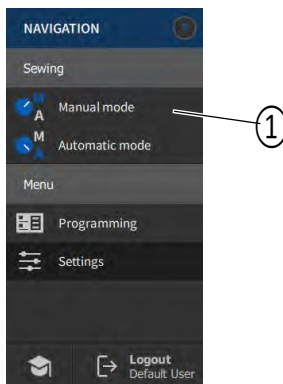 NAVIGATION
Sewing
M
A
Manual mode
M
A
Automatic mode
Menu
Programming
Settings
Logout
Default User
1